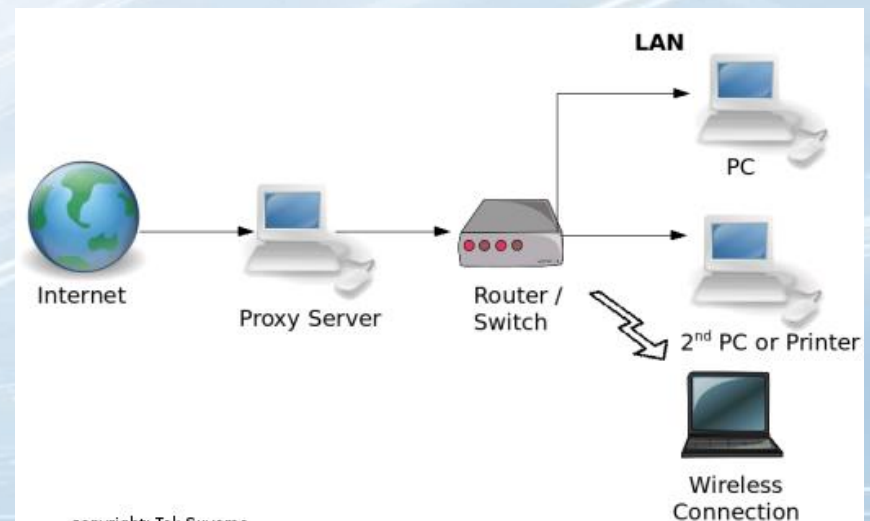 LAN
PC
Internet
Proxy Server
Router /
Switch
2nd PC or Printer
Wireless
Connection